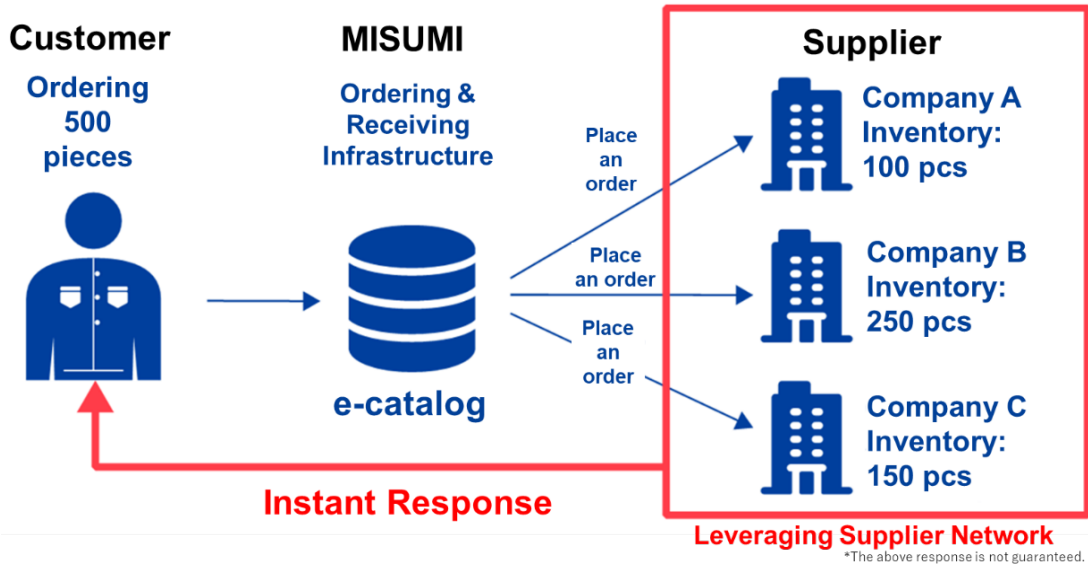 Customer
Ordering
500
pieces
MISUMI
Ordering &
Receiving
Infrastructure
e-catalog
Place
an
order
Place
an order
Place
an
order
Supplier
Company A
Inventory:
100 pcs
Company B
Inventory:
250 pcs
Company C
Inventory:
150 pcs
Instant Response
Leveraging Supplier Network
*The above response is not guaranteed.